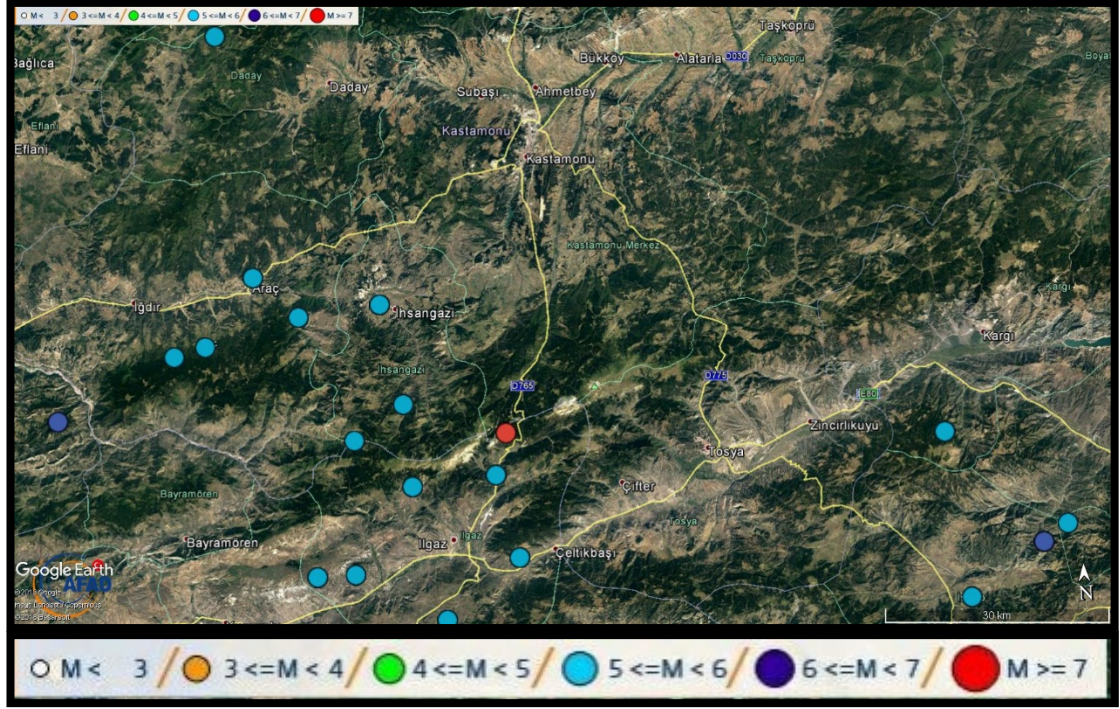 M < 3 / 3 <=M < 4 / 4 <=M < 5 / 5 <=M < 6 / 6 <=M < 7 / M >= 7
Taşköprü
Bağlıca
Bükköy Alatarla D030 Taşköprü
Daday
Daday Subaşı Ahmetbey
Eflani
Kastamonu
Eflani
Kastamonu
Kastamonu Merkez
Kargı
Araç
İğdir İhsangazi
Kargı
İhsangazi
D765 D775
E80
Zincirlikuyu
Tosya
Bayramören Çifter
Tosya
Bayramören Ilgaz Ilgaz Çeltikbaşı
Google Earth
AFAD
N
30 km
M < 3 / 3 <=M < 4 / 4 <=M < 5 / 5 <=M < 6 / 6 <=M < 7 / M >= 7